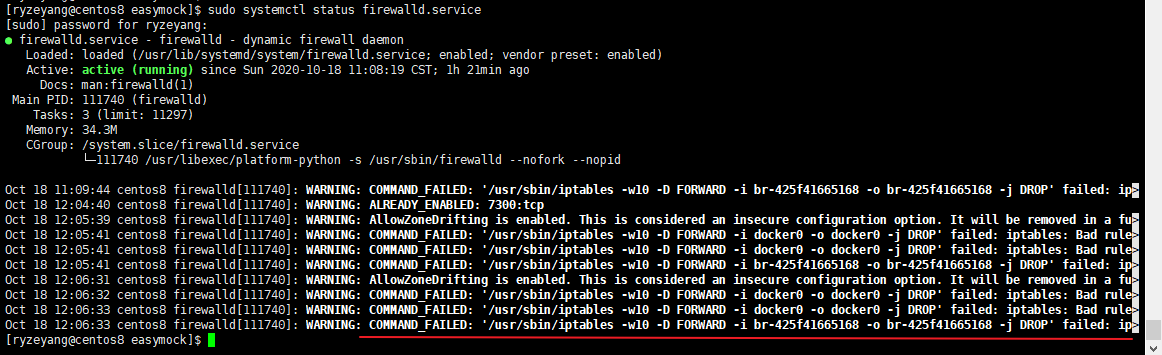 [ryzeyang@centos8 easymock]$ sudo systemctl status firewalld.service
[sudo] password for ryzeyang:
● firewalld.service - firewalld - dynamic firewall daemon
   Loaded: loaded (/usr/lib/systemd/system/firewalld.service; enabled; vendor preset: enabled)
   Active: active (running) since Sun 2020-10-18 11:08:19 CST; 1h 21min ago
     Docs: man:firewalld(1)
 Main PID: 111740 (firewalld)
    Tasks: 3 (limit: 11297)
   Memory: 34.3M
   CGroup: /system.slice/firewalld.service
           └─111740 /usr/libexec/platform-python -s /usr/sbin/firewalld --nofork --nopid
Oct 18 11:09:44 centos8 firewalld[111740]: WARNING: COMMAND_FAILED: '/usr/sbin/iptables -w10 -D FORWARD -i br-425f41665168 -o br-425f41665168 -j DROP' failed: ip>
Oct 18 12:04:40 centos8 firewalld[111740]: WARNING: ALREADY_ENABLED: 7300:tcp
Oct 18 12:05:39 centos8 firewalld[111740]: WARNING: AllowZoneDrifting is enabled. This is considered an insecure configuration option. It will be removed in a fu>
Oct 18 12:05:41 centos8 firewalld[111740]: WARNING: COMMAND_FAILED: '/usr/sbin/iptables -w10 -D FORWARD -i docker0 -o docker0 -j DROP' failed: iptables: Bad rule>
Oct 18 12:05:41 centos8 firewalld[111740]: WARNING: COMMAND_FAILED: '/usr/sbin/iptables -w10 -D FORWARD -i docker0 -o docker0 -j DROP' failed: iptables: Bad rule>
Oct 18 12:05:41 centos8 firewalld[111740]: WARNING: COMMAND_FAILED: '/usr/sbin/iptables -w10 -D FORWARD -i br-425f41665168 -o br-425f41665168 -j DROP' failed: ip>
Oct 18 12:06:31 centos8 firewalld[111740]: WARNING: AllowZoneDrifting is enabled. This is considered an insecure configuration option. It will be removed in a fu>
Oct 18 12:06:32 centos8 firewalld[111740]: WARNING: COMMAND_FAILED: '/usr/sbin/iptables -w10 -D FORWARD -i docker0 -o docker0 -j DROP' failed: iptables: Bad rule>
Oct 18 12:06:33 centos8 firewalld[111740]: WARNING: COMMAND_FAILED: '/usr/sbin/iptables -w10 -D FORWARD -i docker0 -o docker0 -j DROP' failed: iptables: Bad rule>
Oct 18 12:06:33 centos8 firewalld[111740]: WARNING: COMMAND_FAILED: '/usr/sbin/iptables -w10 -D FORWARD -i br-425f41665168 -o br-425f41665168 -j DROP' failed: ip>
[ryzeyang@centos8 easymock]$